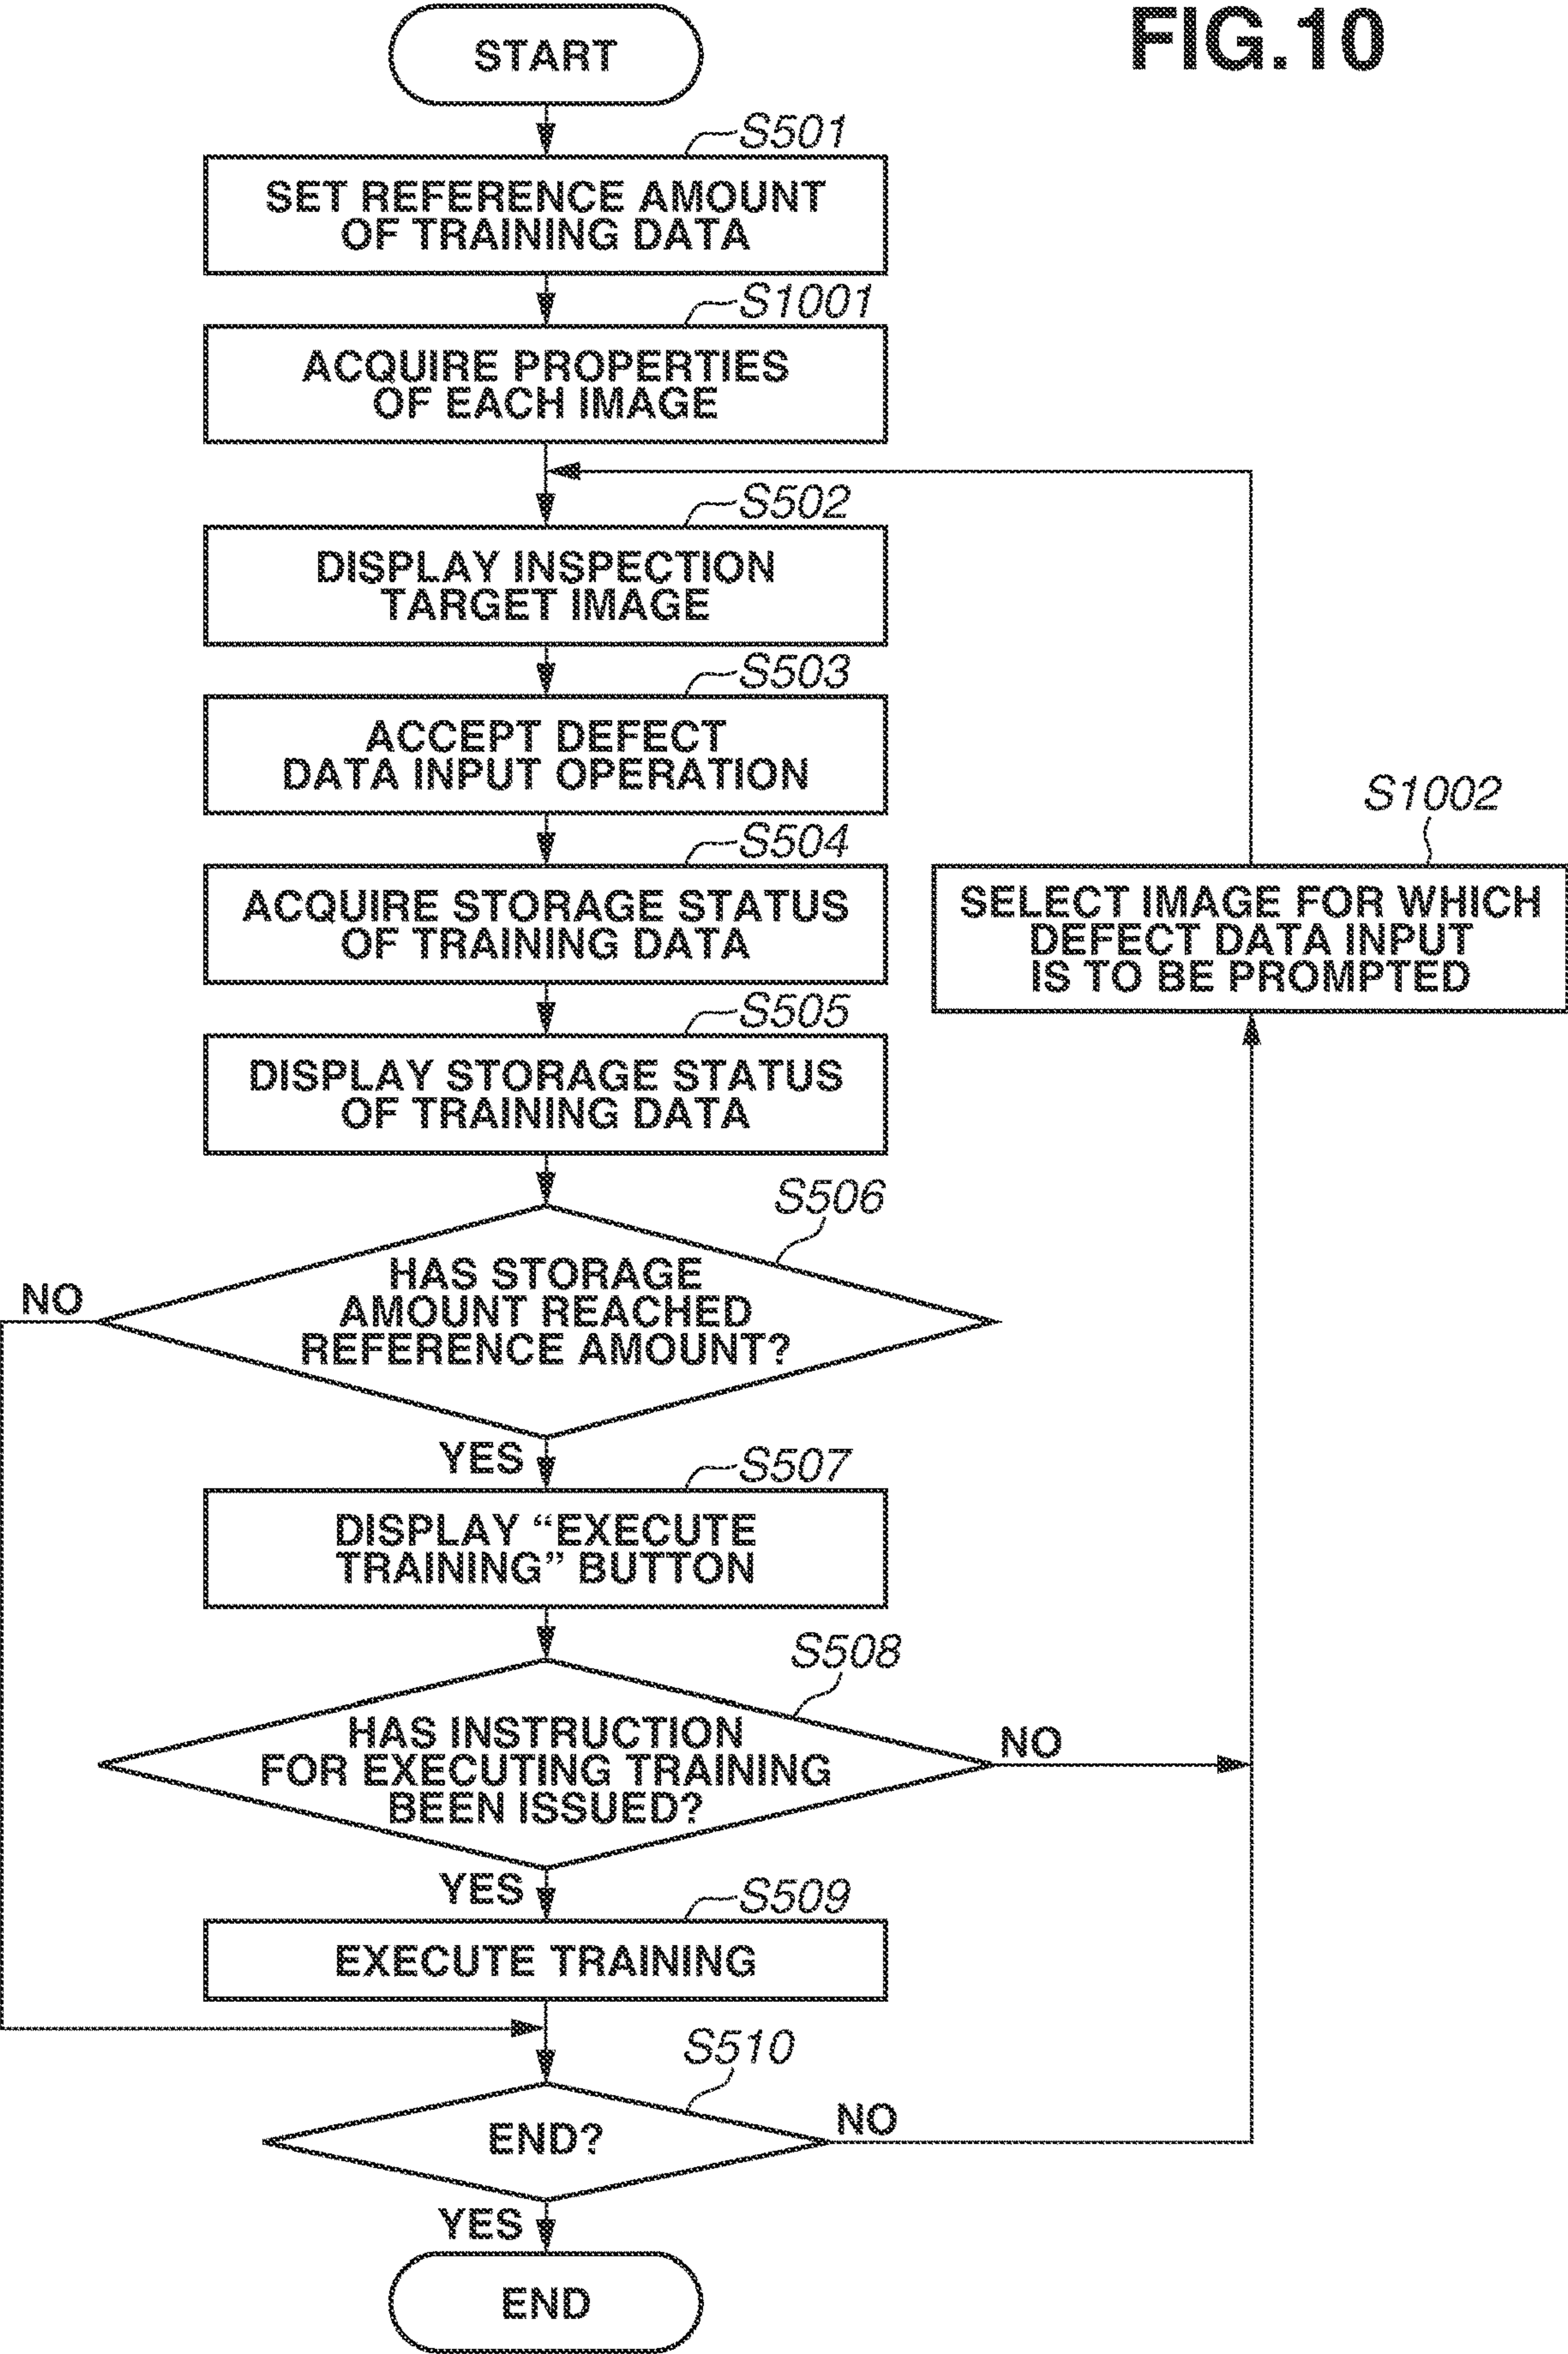 FIG.10
START
S501
SET REFERENCE AMOUNT
OF TRAINING DATA
S1001
ACQUIRE PROPERTIES
OF EACH IMAGE
S502
DISPLAY INSPECTION
TARGET IMAGE
S503
ACCEPT DEFECT
DATA INPUT OPERATION
S1002
SELECT IMAGE FOR WHICH
DEFECT DATA INPUT
IS TO BE PROMPTED
S504
ACQUIRE STORAGE STATUS
OF TRAINING DATA
S505
DISPLAY STORAGE STATUS
OF TRAINING DATA
S506
HAS STORAGE
AMOUNT REACHED
REFERENCE AMOUNT?
NO
YES
S507
DISPLAY “EXECUTE
TRAINING” BUTTON
S508
HAS INSTRUCTION
FOR EXECUTING TRAINING
BEEN ISSUED?
NO
YES
S509
EXECUTE TRAINING
S510
END?
NO
YES
END